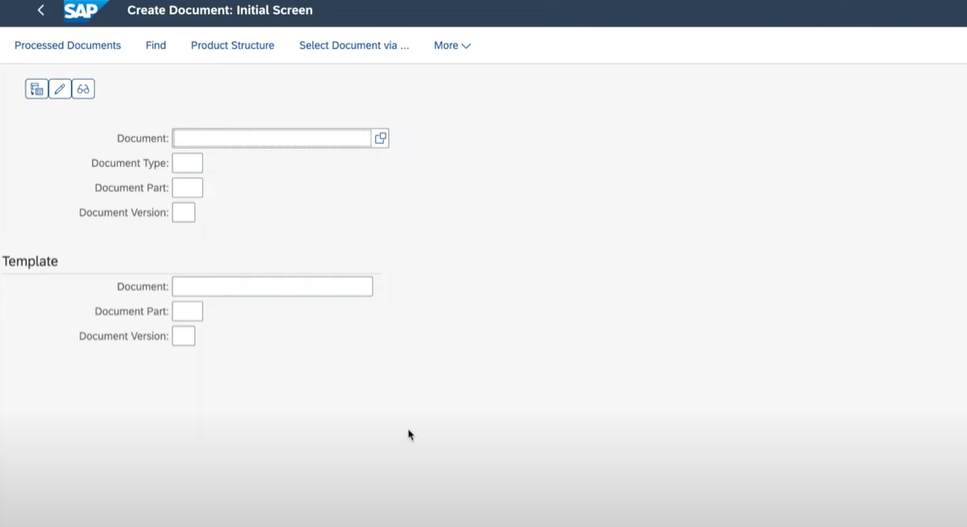 SAP Create Document: Initial Screen
Processed Documents Find Product Structure Select Document via ... More
Document:
Document Type:
Document Part:
Document Version:
Template
Document:
Document Part:
Document Version: